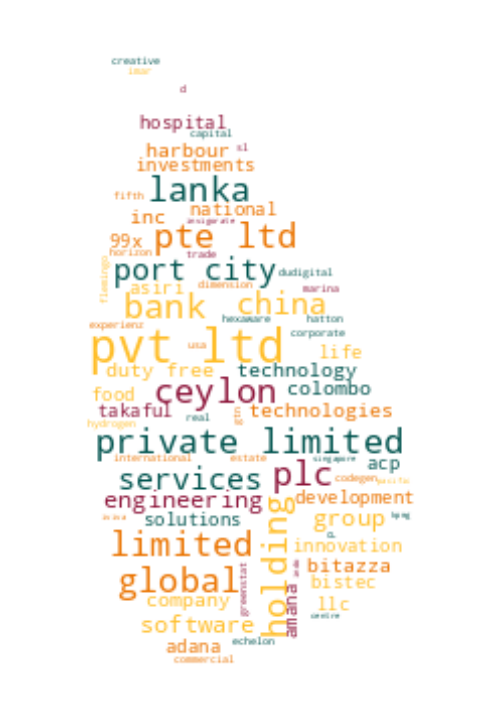 creative
imar
d
hospital
capital
harbour sl
investments
lanka
fifth
national
inc
insigorate
99x pte ltd
horizon trade
port city dudigital
flamingo
asiri dimension marina
bank china
hexaware hatton
experienz
corporate
pvt ltd
usa life
duty free technology
ceylon colombo
food
takaful technologies
real
hydrogen
private limited
international estate singapore acp
services plc codegen pacific
engineering development
holding
solutions group
limited innovation
bitazza
global bistec
greenstat
amana
company llc
centre
software
echelon
adana
commercial